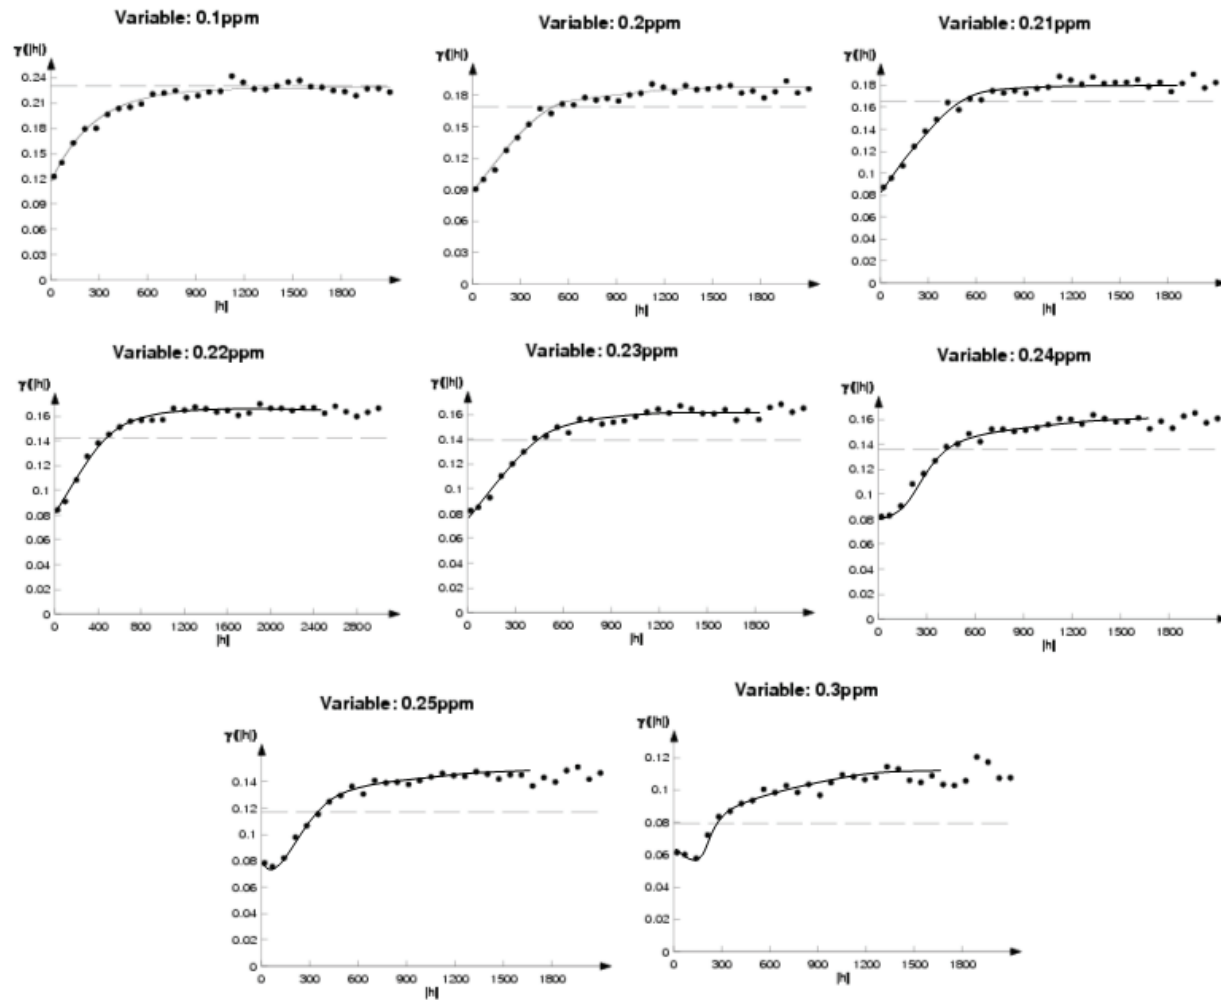 Variable: 0.1ppm
γ(|h|)
0.24
0.21
0.18
0.15
0.12
0.09
0.06
0.03
0
0 300 600 900 1200 1500 1800
|h|
Variable: 0.2ppm
γ(|h|)
0.18
0.15
0.12
0.09
0.06
0.03
0
0 300 600 900 1200 1500 1800
|h|
Variable: 0.21ppm
γ(|h|)
0.18
0.16
0.14
0.12
0.1
0.08
0.06
0.04
0.02
0
0 300 600 900 1200 1500 1800
|h|
Variable: 0.22ppm
γ(|h|)
0.16
0.14
0.12
0.1
0.08
0.06
0.04
0.02
0
0 400 800 1200 1600 2000 2400 2800
|h|
Variable: 0.23ppm
γ(|h|)
0.16
0.14
0.12
0.1
0.08
0.06
0.04
0.02
0
0 300 600 900 1200 1500 1800
|h|
Variable: 0.24ppm
γ(|h|)
0.16
0.14
0.12
0.1
0.08
0.06
0.04
0.02
0
0 300 600 900 1200 1500 1800
|h|
Variable: 0.25ppm
γ(|h|)
0.14
0.12
0.1
0.08
0.06
0.04
0.02
0
0 300 600 900 1200 1500 1800
|h|
Variable: 0.3ppm
γ(|h|)
0.12
0.1
0.08
0.06
0.04
0.02
0
0 300 600 900 1200 1500 1800
|h|